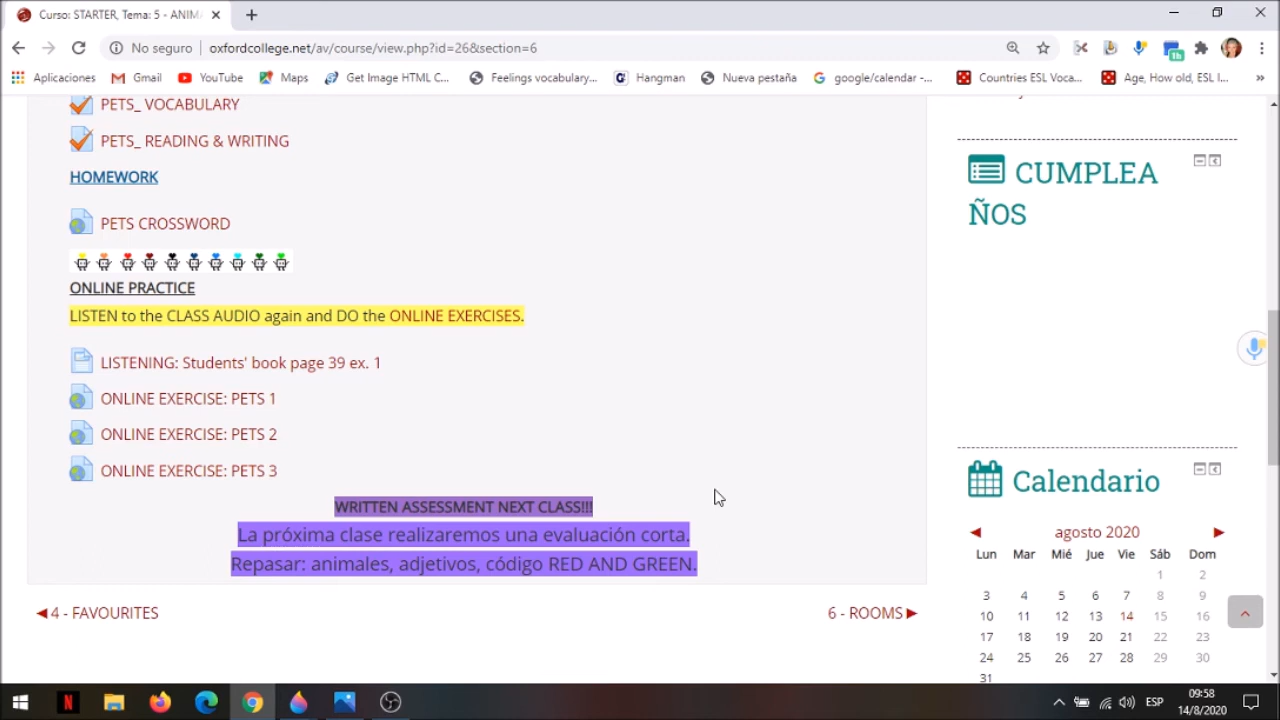 Curso: STARTER, Tema: 5 - ANIMA
No seguro
oxfordcollege.net/av/course/view.php?id=26&section=6
Aplicaciones
Gmail
YouTube
Maps
Get Image HTML C...
Feelings vocabulary...
Hangman
Nueva pestaña
google/calendar -...
Countries ESL Voca...
Age, How old, ESL I...
»
PETS_ VOCABULARY
PETS_ READING & WRITING
HOMEWORK
PETS CROSSWORD
ONLINE PRACTICE
LISTEN to the CLASS AUDIO again and DO the ONLINE EXERCISES.
LISTENING: Students' book page 39 ex. 1
ONLINE EXERCISE: PETS 1
ONLINE EXERCISE: PETS 2
ONLINE EXERCISE: PETS 3
WRITTEN ASSESSMENT NEXT CLASS!!!
La próxima clase realizaremos una evaluación corta.
Repasar: animales, adjetivos, código RED AND GREEN.
◀ 4 - FAVOURITES
6 - ROOMS ▶
CUMPLEA
ÑOS
Calendario
◀ agosto 2020 ▶
Lun Mar Mié Jue Vie Sáb Dom
1 2
3 4 5 6 7 8 9
10 11 12 13 14 15 16
17 18 19 20 21 22 23
24 25 26 27 28 29 30
31
ESP
09:58
14/8/2020